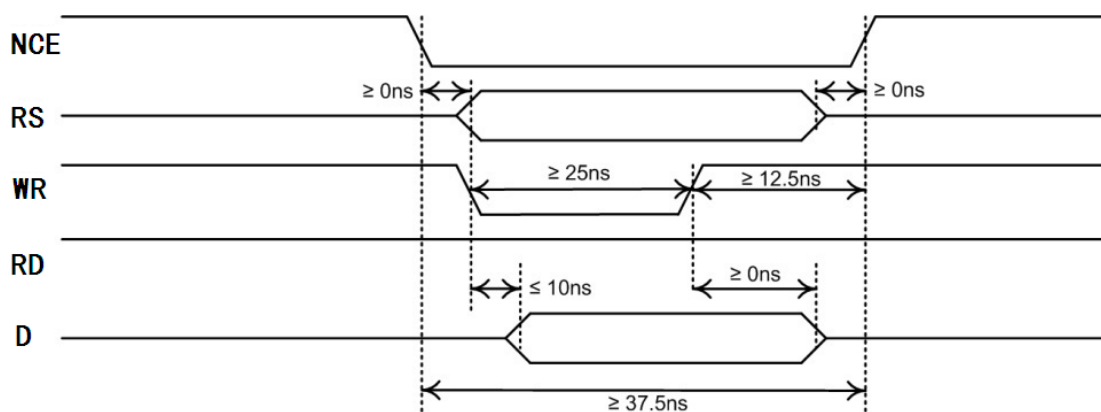 NCE
≥ 0ns
≥ 0ns
RS
≥ 25ns
≥ 12.5ns
WR
RD
≤ 10ns
≥ 0ns
D
≥ 37.5ns